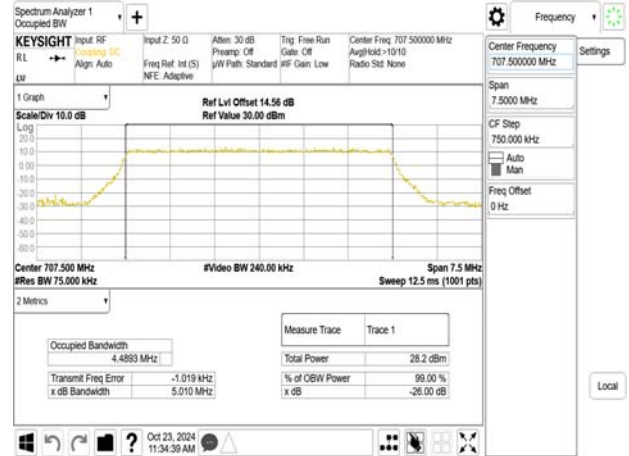 Spectrum Analyzer 1
Occupied BW
Frequency
KEYSIGHT
RL
Input: RF
Coupling: DC
Align: Auto
Input Z: 50 Ω
Freq Ref: Int (S)
NFE: Adaptive
Atten: 30 dB
Preamp: Off
µW Path: Standard
Trig: Free Run
Gate: Off
#IF Gain: Low
Center Freq: 707.500000 MHz
Avg|Hold:>10/10
Radio Std: None
Center Frequency
707.500000 MHz
Settings
Span
7.5000 MHz
CF Step
750.000 kHz
Auto
Man
Freq Offset
0 Hz
Local
1 Graph
Scale/Div 10.0 dB
Ref Lvl Offset 14.56 dB
Ref Value 30.00 dBm
Log
20.0
10.0
0.00
-10.0
-20.0
-30.0
-40.0
-50.0
-60.0
Center 707.500 MHz
#Video BW 240.00 kHz
Span 7.5 MHz
#Res BW 75.000 kHz
Sweep 12.5 ms (1001 pts)
2 Metrics
Measure Trace
Trace 1
Occupied Bandwidth
4.4893 MHz
Total Power
28.2 dBm
Transmit Freq Error
-1.019 kHz
% of OBW Power
99.00 %
x dB Bandwidth
5.010 MHz
x dB
-26.00 dB
Oct 23, 2024
11:34:39 AM